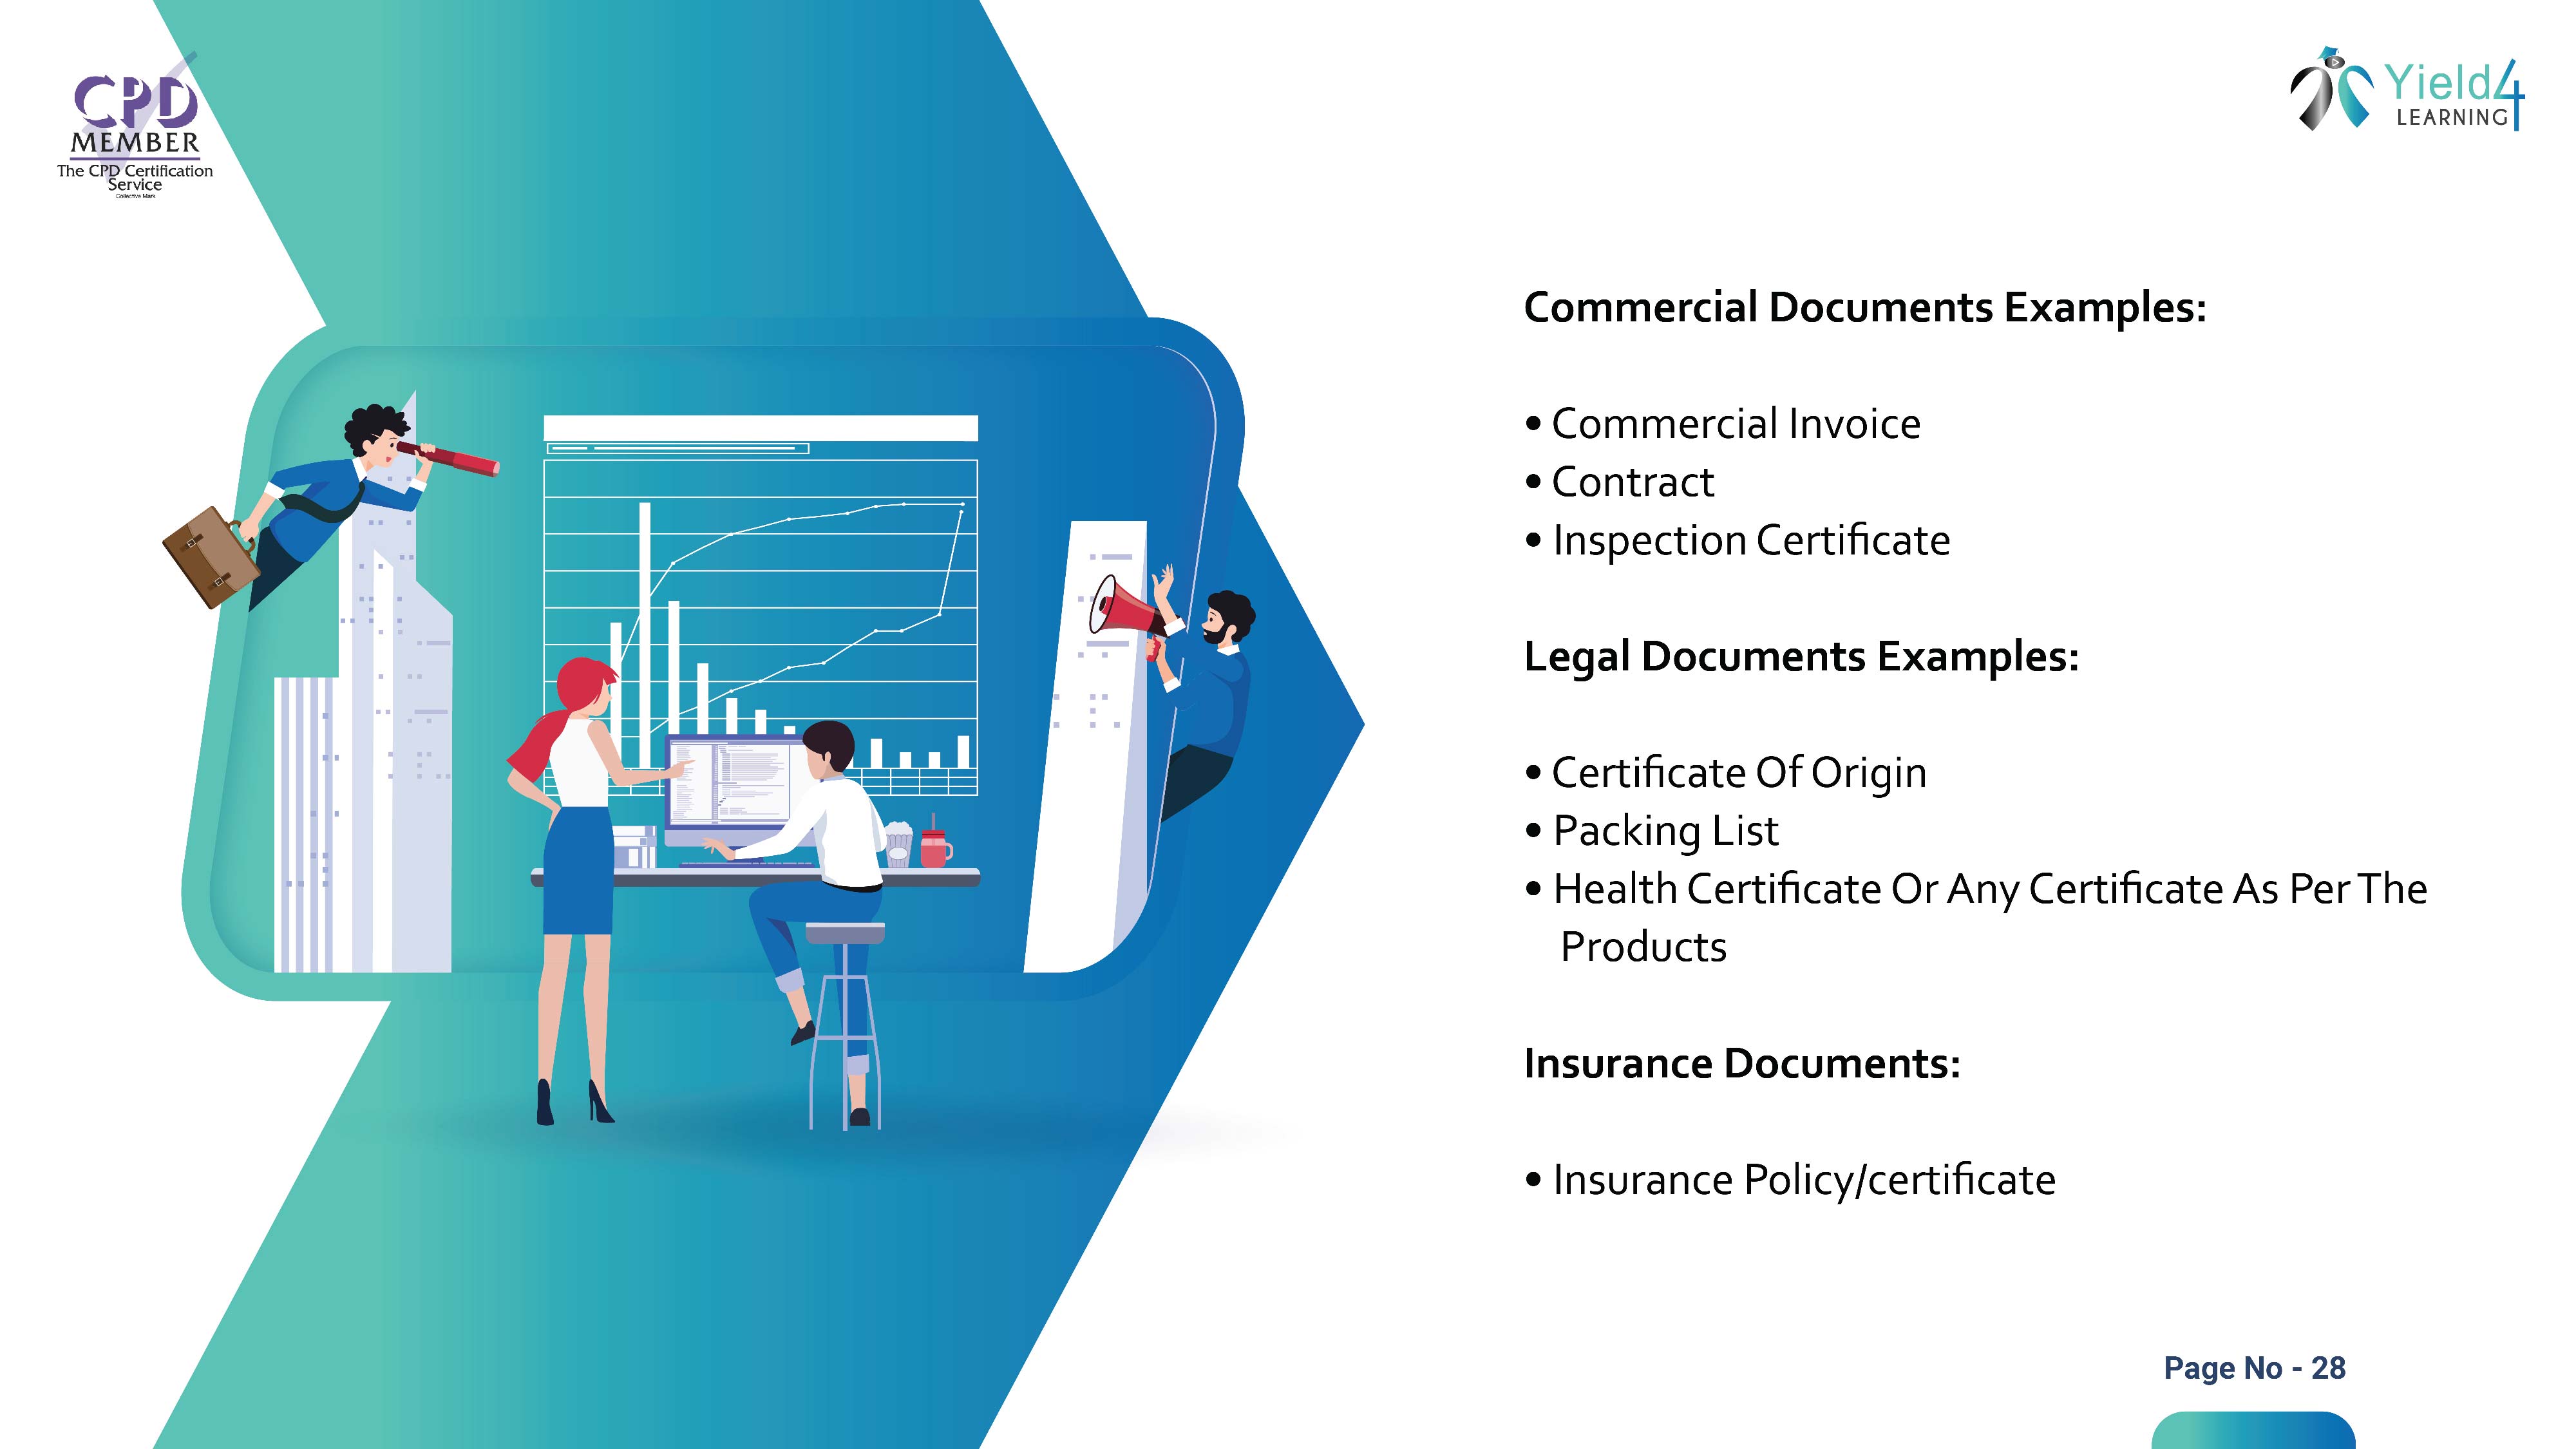 CPD
MEMBER
The CPD Certification
Service
Collective Mark
Yield4
LEARNING
Commercial Documents Examples:
• Commercial Invoice
• Contract
• Inspection Certificate
Legal Documents Examples:
• Certificate Of Origin
• Packing List
• Health Certificate Or Any Certificate As Per The
Products
Insurance Documents:
• Insurance Policy/certificate
Page No - 28